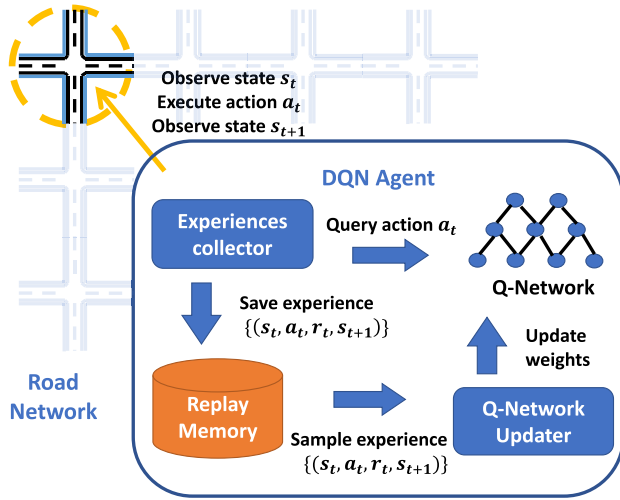 Observe state s_t
Execute action a_t
Observe state s_{t+1}
DQN Agent
Experiences
collector
Query action a_t
Q-Network
Save experience
{(s_t, a_t, r_t, s_{t+1})}
Update
weights
Road
Network
Replay
Memory
Q-Network
Updater
Sample experience
{(s_t, a_t, r_t, s_{t+1})}